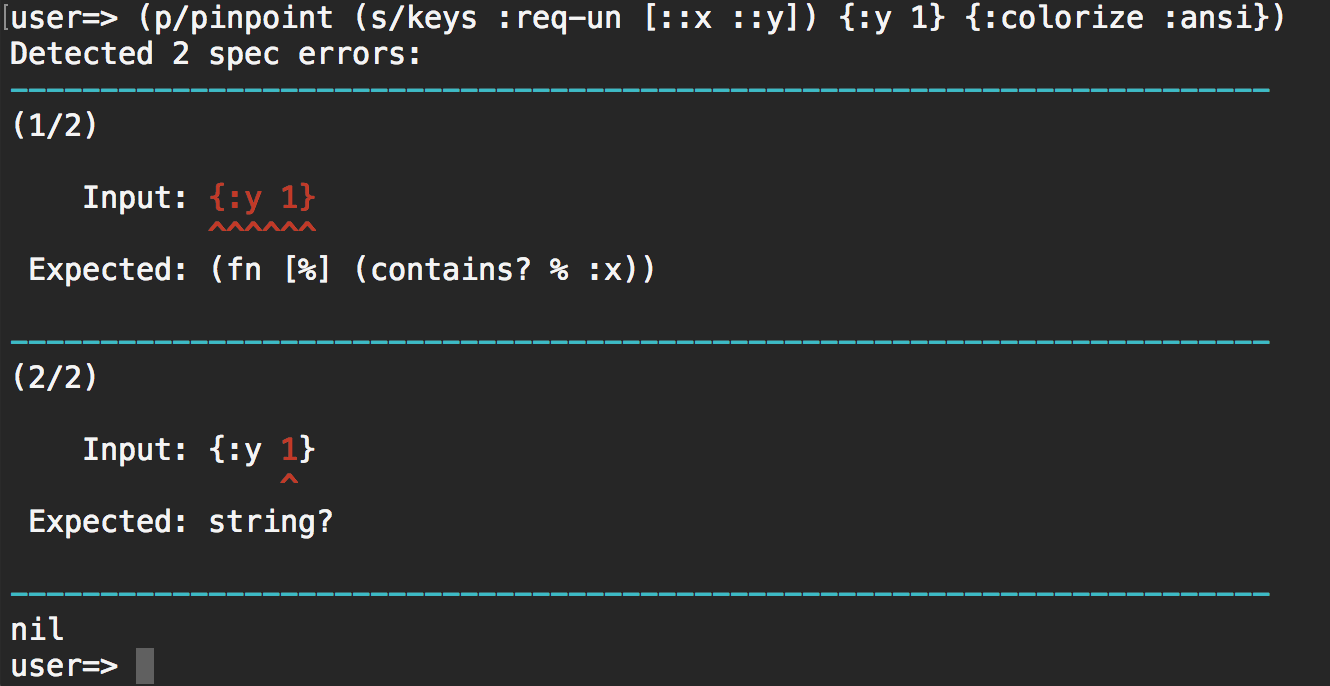 user=> (p/pinpoint (s/keys :req-un [::x ::y]) {:y 1} {:colorize :ansi})
Detected 2 spec errors:
----------------------------------------------------------------------
(1/2)
    Input: {:y 1}
           ^^^^^^
 Expected: (fn [%] (contains? % :x))
----------------------------------------------------------------------
(2/2)
    Input: {:y 1}
               ^
 Expected: string?
----------------------------------------------------------------------
nil
user=>